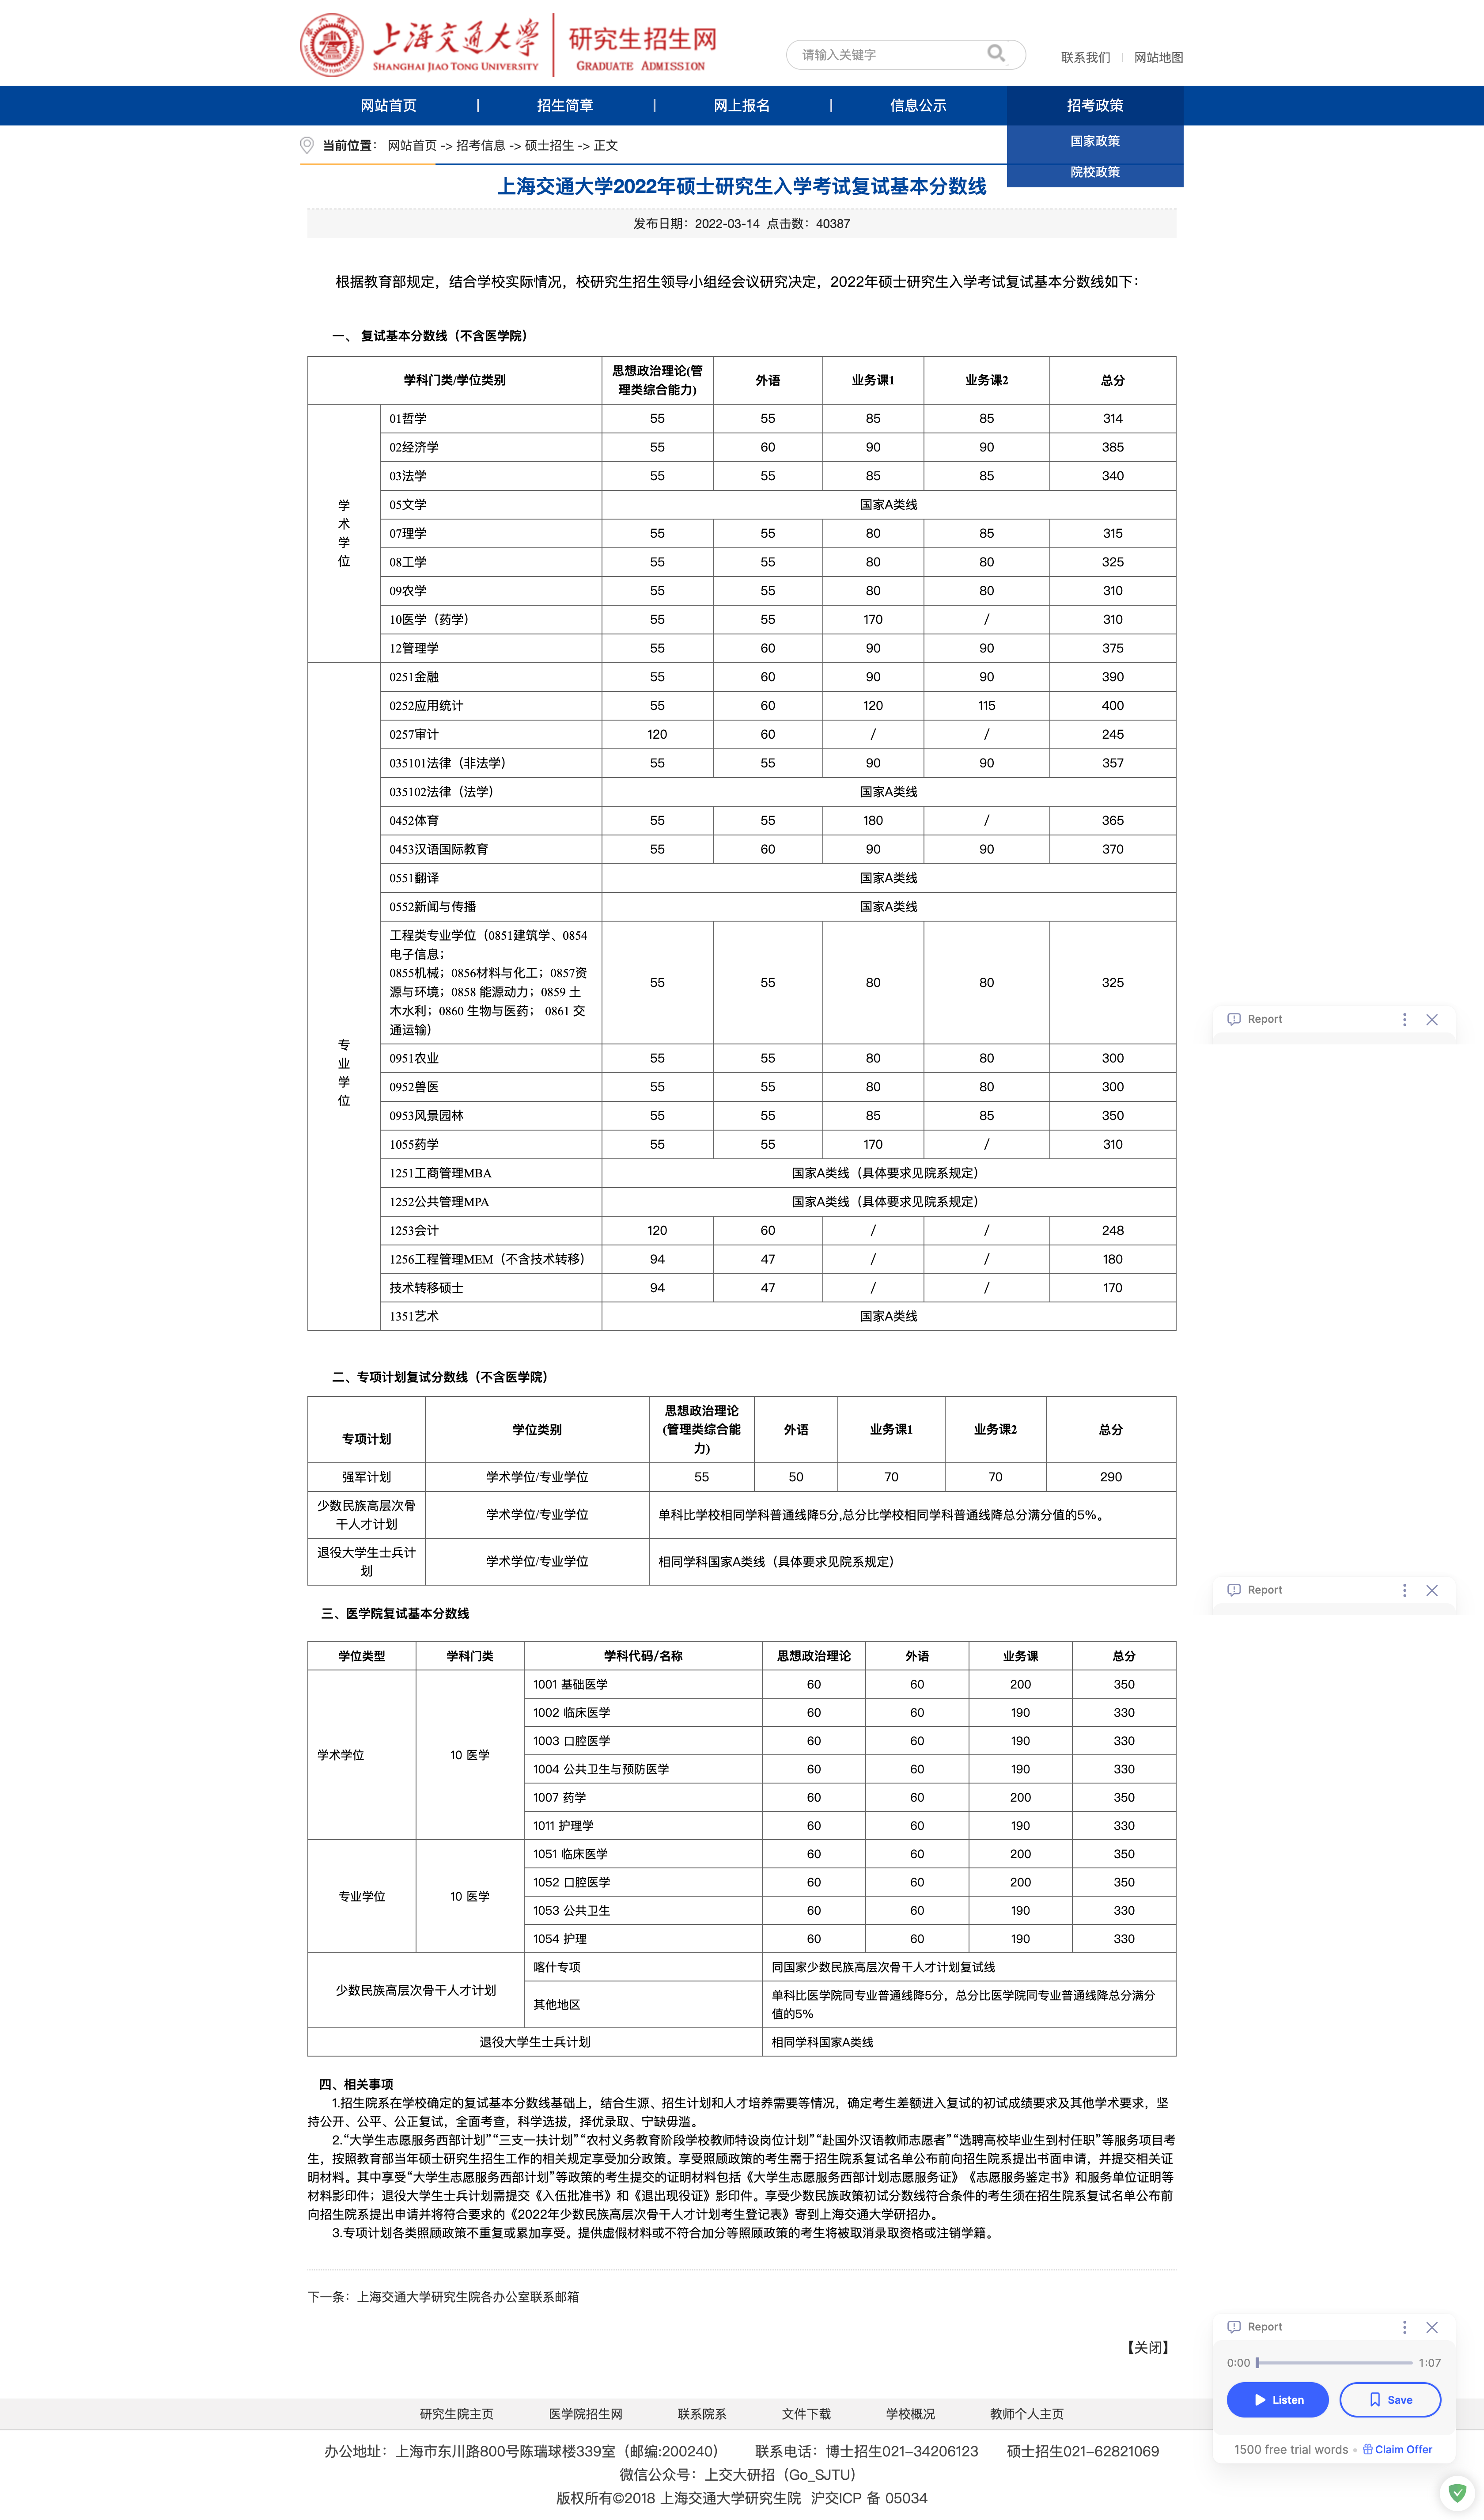 上海交通大学
SHANGHAI JIAO TONG UNIVERSITY
研究生招生网
GRADUATE ADMISSION
请输入关键字
联系我们 | 网站地图
网站首页 | 招生简章 | 网上报名 | 信息公示 招考政策
国家政策
院校政策
当前位置： 网站首页 -> 招考信息 -> 硕士招生 -> 正文
上海交通大学2022年硕士研究生入学考试复试基本分数线
发布日期：2022-03-14 点击数：40387
根据教育部规定，结合学校实际情况，校研究生招生领导小组经会议研究决定，2022年硕士研究生入学考试复试基本分数线如下：
一、 复试基本分数线（不含医学院）
学科门类/学位类别 思想政治理论(管 外语 业务课1 业务课2 总分
理类综合能力)
学
术
学
位
01哲学 55 55 85 85 314
02经济学 55 60 90 90 385
03法学 55 55 85 85 340
05文学 国家A类线
07理学 55 55 80 85 315
08工学 55 55 80 80 325
09农学 55 55 80 80 310
10医学（药学） 55 55 170 / 310
12管理学 55 60 90 90 375
专
业
学
位
0251金融 55 60 90 90 390
0252应用统计 55 60 120 115 400
0257审计 120 60 / / 245
035101法律（非法学） 55 55 90 90 357
035102法律（法学） 国家A类线
0452体育 55 55 180 / 365
0453汉语国际教育 55 60 90 90 370
0551翻译 国家A类线
0552新闻与传播 国家A类线
工程类专业学位（0851建筑学、0854
电子信息；
0855机械；0856材料与化工；0857资
源与环境；0858 能源动力；0859 土
木水利；0860 生物与医药； 0861 交
通运输） 55 55 80 80 325
0951农业 55 55 80 80 300
0952兽医 55 55 80 80 300
0953风景园林 55 55 85 85 350
1055药学 55 55 170 / 310
1251工商管理MBA 国家A类线（具体要求见院系规定）
1252公共管理MPA 国家A类线（具体要求见院系规定）
1253会计 120 60 / / 248
1256工程管理MEM（不含技术转移） 94 47 / / 180
技术转移硕士 94 47 / / 170
1351艺术 国家A类线
二、专项计划复试分数线（不含医学院）
专项计划 学位类别 思想政治理论 外语 业务课1 业务课2 总分
(管理类综合能
力)
强军计划 学术学位/专业学位 55 50 70 70 290
少数民族高层次骨
干人才计划 学术学位/专业学位 单科比学校相同学科普通线降5分,总分比学校相同学科普通线降总分满分值的5%。
退役大学生士兵计
划 学术学位/专业学位 相同学科国家A类线（具体要求见院系规定）
三、医学院复试基本分数线
学位类型 学科门类 学科代码/名称 思想政治理论 外语 业务课 总分
学术学位 10 医学
1001 基础医学 60 60 200 350
1002 临床医学 60 60 190 330
1003 口腔医学 60 60 190 330
1004 公共卫生与预防医学 60 60 190 330
1007 药学 60 60 200 350
1011 护理学 60 60 190 330
专业学位 10 医学
1051 临床医学 60 60 200 350
1052 口腔医学 60 60 200 350
1053 公共卫生 60 60 190 330
1054 护理 60 60 190 330
少数民族高层次骨干人才计划
喀什专项 同国家少数民族高层次骨干人才计划复试线
其他地区 单科比医学院同专业普通线降5分，总分比医学院同专业普通线降总分满分
值的5%
退役大学生士兵计划 相同学科国家A类线
四、相关事项
1.招生院系在学校确定的复试基本分数线基础上，结合生源、招生计划和人才培养需要等情况，确定考生差额进入复试的初试成绩要求及其他学术要求，坚
持公开、公平、公正复试，全面考查，科学选拔，择优录取、宁缺毋滥。
2.“大学生志愿服务西部计划”“三支一扶计划”“农村义务教育阶段学校教师特设岗位计划”“赴国外汉语教师志愿者”“选聘高校毕业生到村任职”等服务项目考
生，按照教育部当年硕士研究生招生工作的相关规定享受加分政策。享受照顾政策的考生需于招生院系复试名单公布前向招生院系提出书面申请，并提交相关证
明材料。其中享受“大学生志愿服务西部计划”等政策的考生提交的证明材料包括《大学生志愿服务西部计划志愿服务证》《志愿服务鉴定书》和服务单位证明等
材料影印件；退役大学生士兵计划需提交《入伍批准书》和《退出现役证》影印件。享受少数民族政策初试分数线符合条件的考生须在招生院系复试名单公布前
向招生院系提出申请并将符合要求的《2022年少数民族高层次骨干人才计划考生登记表》寄到上海交通大学研招办。
3.专项计划各类照顾政策不重复或累加享受。提供虚假材料或不符合加分等照顾政策的考生将被取消录取资格或注销学籍。
下一条：上海交通大学研究生院各办公室联系邮箱
【关闭】
研究生院主页 医学院招生网 联系院系 文件下载 学校概况 教师个人主页
办公地址：上海市东川路800号陈瑞球楼339室（邮编:200240） 联系电话：博士招生021-34206123 硕士招生021-62821069
微信公众号：上交大研招（Go_SJTU）
版权所有©2018 上海交通大学研究生院 沪交ICP 备 05034
Report
Report
Report
0:00 1:07
Listen Save
1500 free trial words Claim Offer